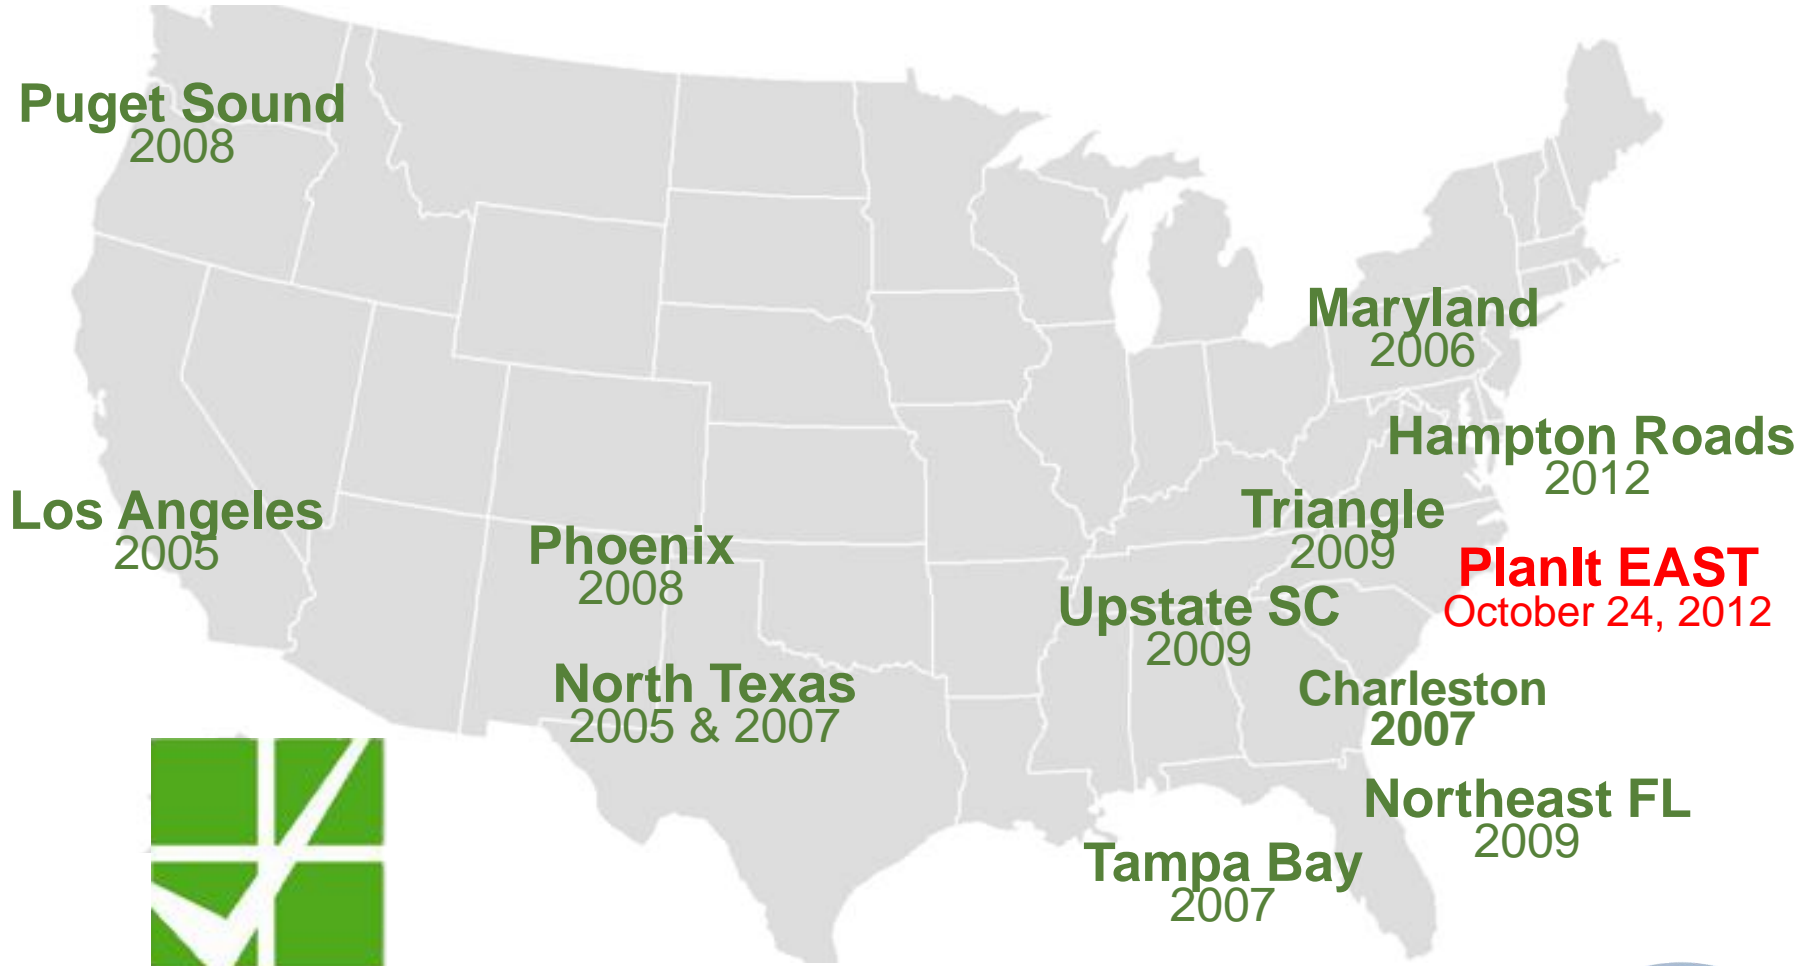 Puget Sound
2008
Maryland
2006
Hampton Roads
2012
Los Angeles
2005
Triangle
2009
Phoenix
2008
PlanIt EAST
October 24, 2012
Upstate SC
2009
North Texas
2005 & 2007
Charleston
2007
Northeast FL
2009
Tampa Bay
2007